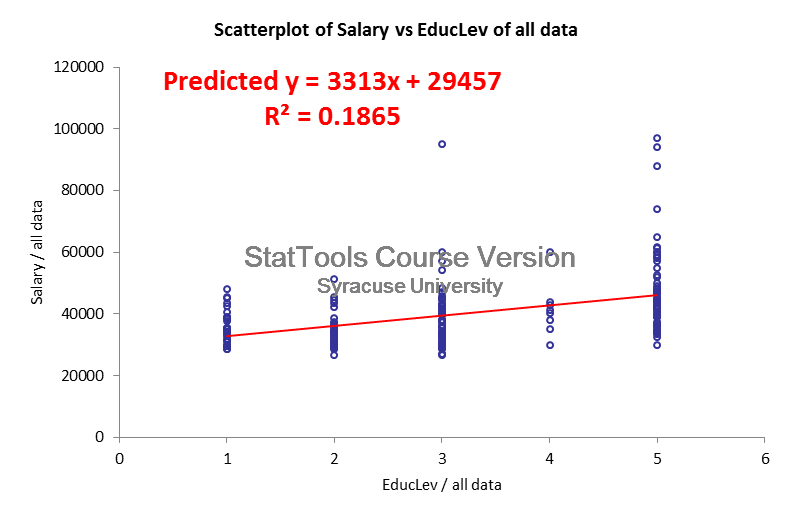 Scatterplot of Salary vs EducLev of all data
Predicted y = 3313x + 29457
R² = 0.1865
120000
100000
80000
60000
40000
20000
0
Salary / all data
StatTools Course Version
Syracuse University
0 1 2 3 4 5 6
EducLev / all data